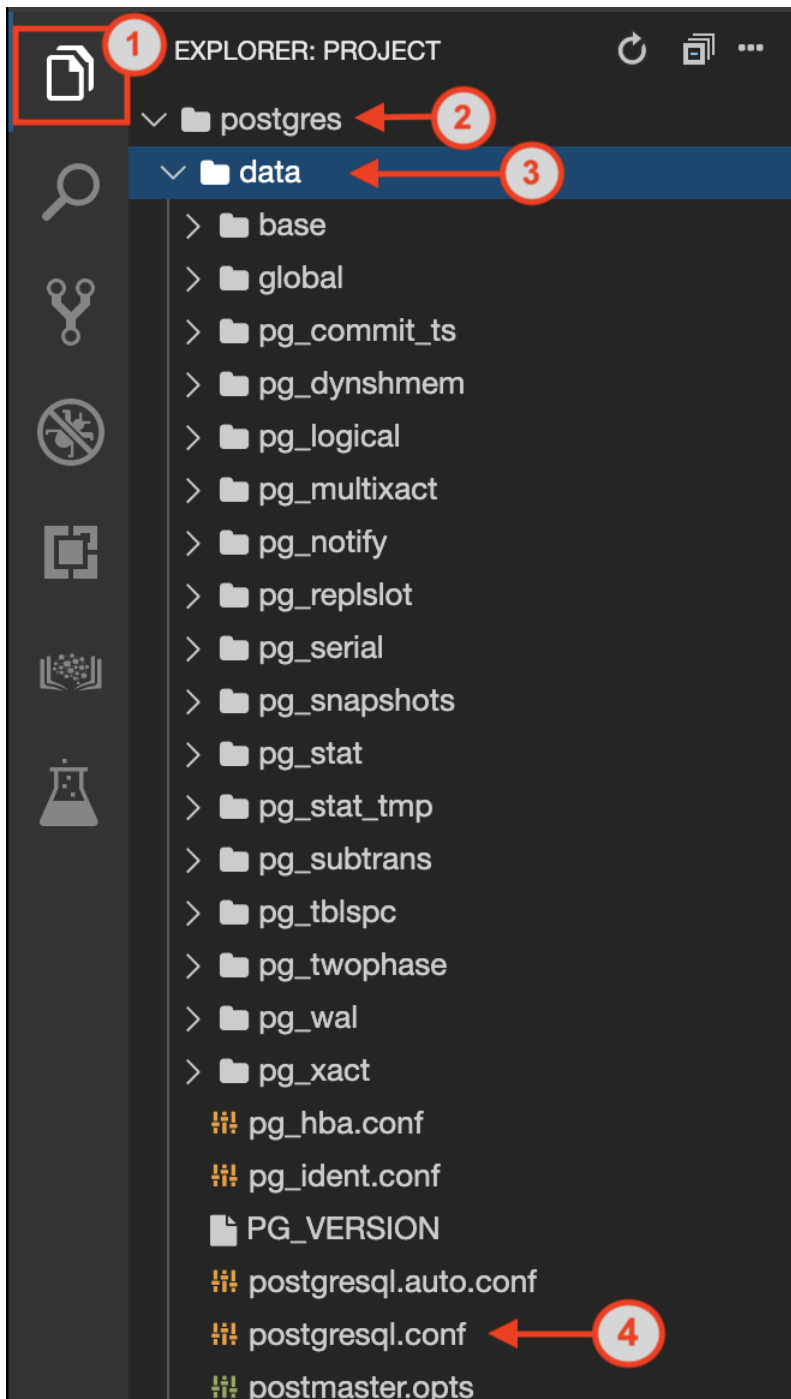 1 EXPLORER: PROJECT
postgres 2
data 3
base
global
pg_commit_ts
pg_dynshmem
pg_logical
pg_multixact
pg_notify
pg_replslot
pg_serial
pg_snapshots
pg_stat
pg_stat_tmp
pg_subtrans
pg_tblspc
pg_twophase
pg_wal
pg_xact
pg_hba.conf
pg_ident.conf
PG_VERSION
postgresql.auto.conf
postgresql.conf 4
postmaster.opts